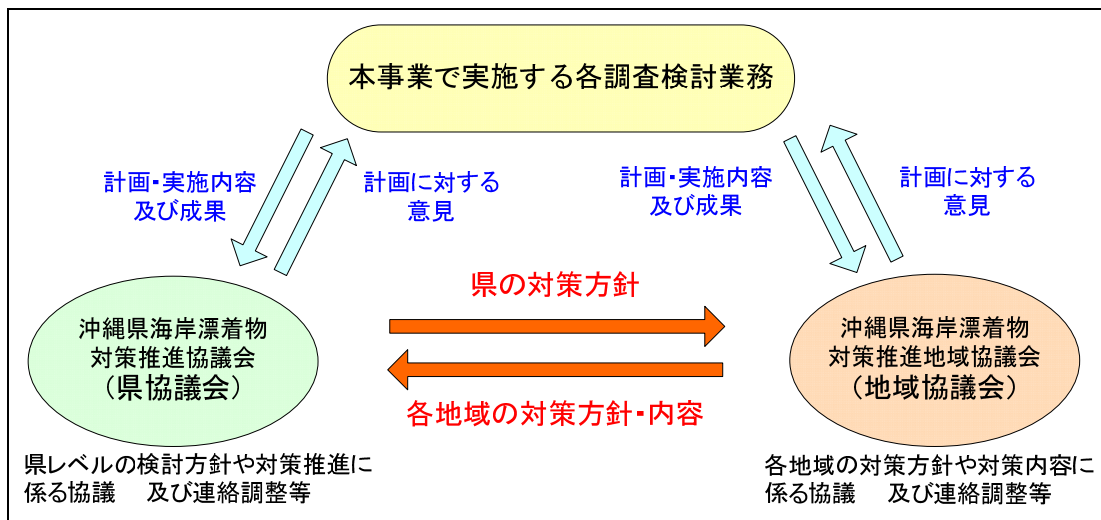 本事業で実施する各調査検討業務
計画・実施内容
及び成果
計画に対する
意見
計画・実施内容
及び成果
計画に対する
意見
県の対策方針
沖縄県海岸漂着物
対策推進協議会
(県協議会)
沖縄県海岸漂着物
対策推進地域協議会
(地域協議会)
各地域の対策方針・内容
県レベルの検討方針や対策推進に
係る協議 及び連絡調整等
各地域の対策方針や対策内容に
係る協議 及び連絡調整等